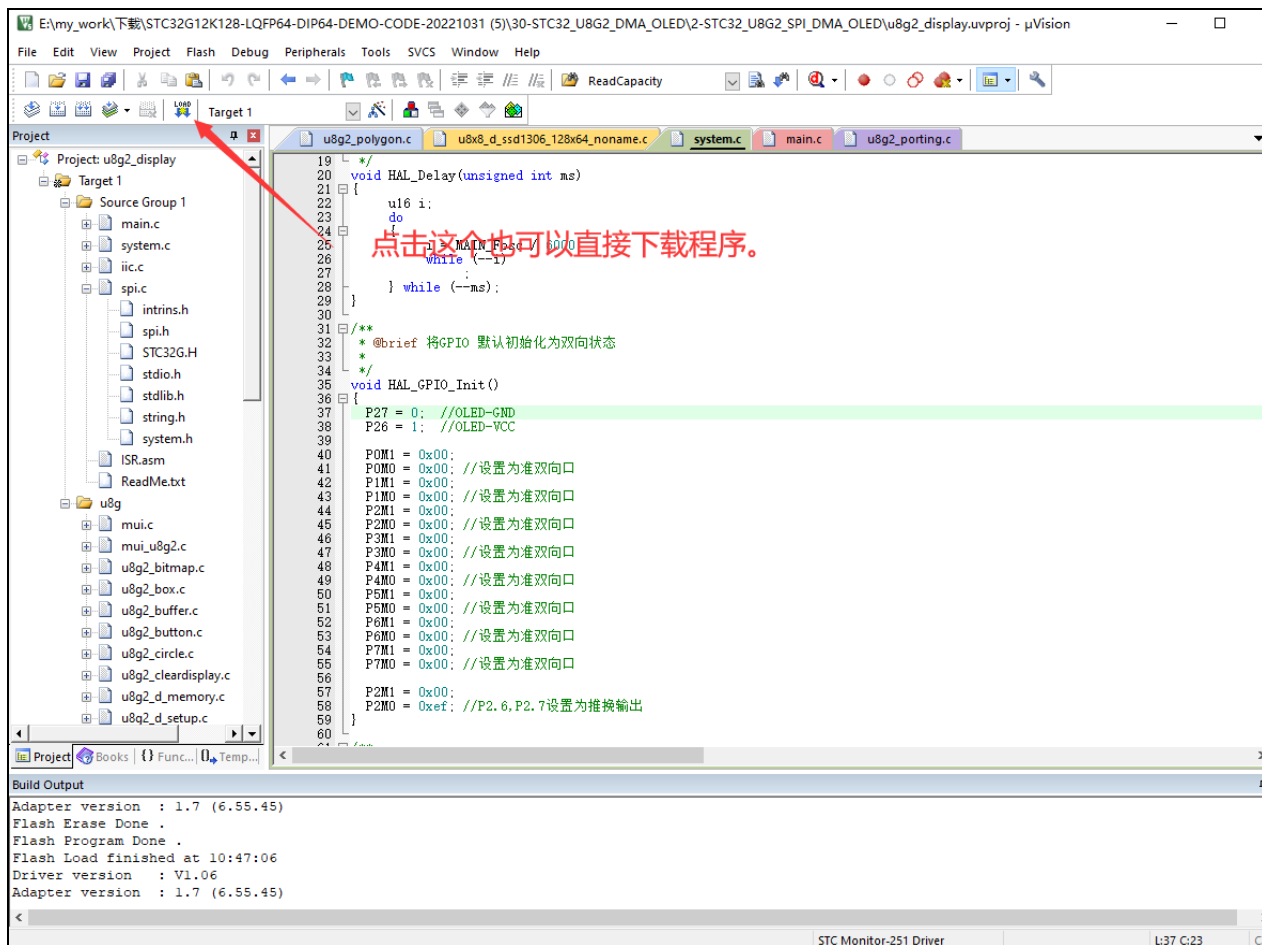 E:\my_work\下载\STC32G12K128-LQFP64-DIP64-DEMO-CODE-20221031 (5)\30-STC32_U8G2_DMA_OLED\2-STC32_U8G2_SPI_DMA_OLED\u8g2_display.uvproj - µVision
File Edit View Project Flash Debug Peripherals Tools SVCS Window Help
ReadCapacity
LOAD Target 1
Project
u8g2_polygon.c u8x8_d_ssd1306_128x64_noname.c system.c main.c u8g2_porting.c
Project: u8g2_display
Target 1
Source Group 1
main.c
system.c
iic.c
spi.c
intrins.h
spi.h
STC32G.H
stdio.h
stdlib.h
string.h
system.h
ISR.asm
ReadMe.txt
u8g
mui.c
mui_u8g2.c
u8g2_bitmap.c
u8g2_box.c
u8g2_buffer.c
u8g2_button.c
u8g2_circle.c
u8g2_cleardisplay.c
u8g2_d_memory.c
u8g2_d_setup.c
Project Books {} Func... Temp...
19 */
20 void HAL_Delay(unsigned int ms)
21 {
22 u16 i;
23 do
24 {
25 i = MAIN_Fosc / 6000
26 while (--i)
27 ;
28 } while (--ms);
29 }
30
31 /**
32 * @brief 将GPIO 默认初始化为双向状态
33 *
34 */
35 void HAL_GPIO_Init()
36 {
37 P27 = 0; //OLED-GND
38 P26 = 1; //OLED-VCC
39
40 P0M1 = 0x00;
41 P0M0 = 0x00; //设置为准双向口
42 P1M1 = 0x00;
43 P1M0 = 0x00; //设置为准双向口
44 P2M1 = 0x00;
45 P2M0 = 0x00; //设置为准双向口
46 P3M1 = 0x00;
47 P3M0 = 0x00; //设置为准双向口
48 P4M1 = 0x00;
49 P4M0 = 0x00; //设置为准双向口
50 P5M1 = 0x00;
51 P5M0 = 0x00; //设置为准双向口
52 P6M1 = 0x00;
53 P6M0 = 0x00; //设置为准双向口
54 P7M1 = 0x00;
55 P7M0 = 0x00; //设置为准双向口
56
57 P2M1 = 0x00;
58 P2M0 = 0xef; //P2.6,P2.7设置为推换输出
59 }
60
点击这个也可以直接下载程序。
Build Output
Adapter version : 1.7 (6.55.45)
Flash Erase Done .
Flash Program Done .
Flash Load finished at 10:47:06
Driver version : V1.06
Adapter version : 1.7 (6.55.45)
STC Monitor-251 Driver L:37 C:23